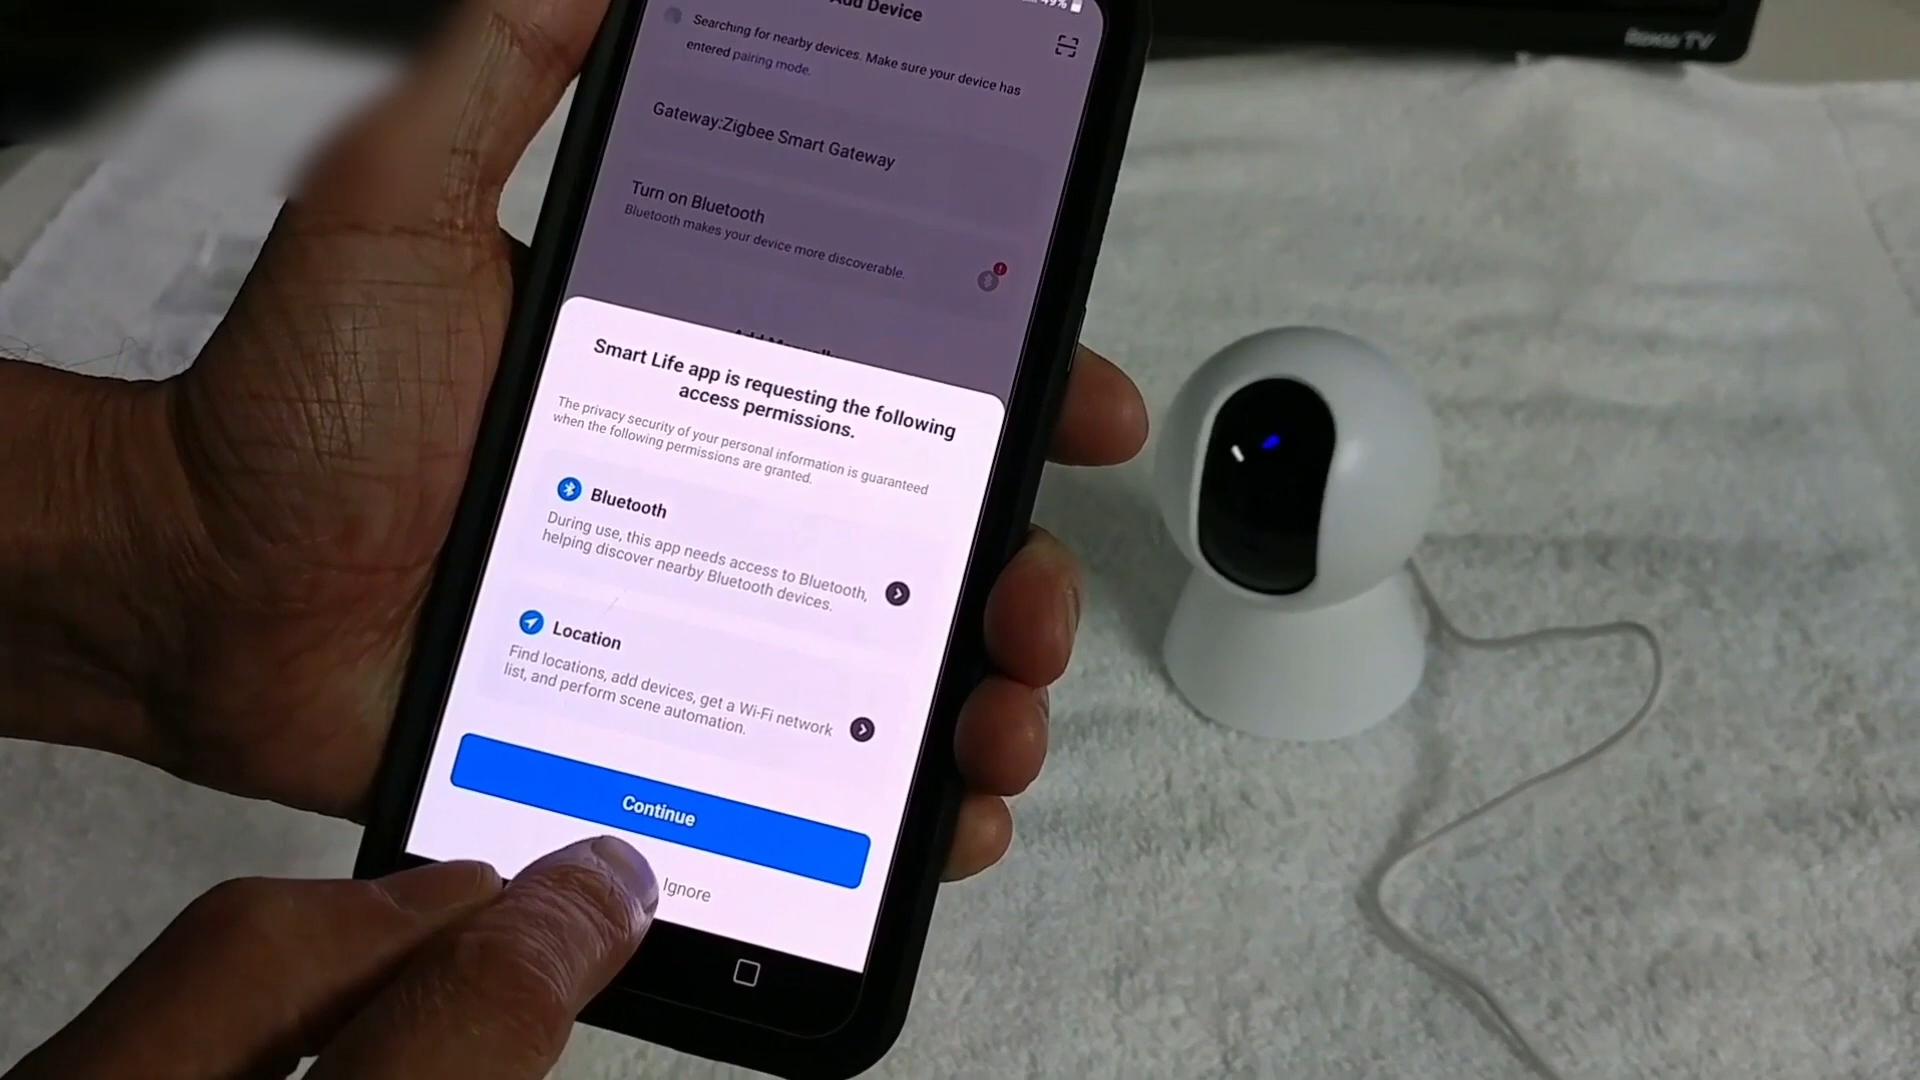 Add Device
49%
Searching for nearby devices. Make sure your device has
entered pairing mode.
Gateway:Zigbee Smart Gateway
Turn on Bluetooth
Bluetooth makes your device more discoverable.
Add Manually
Smart Life app is requesting the following
access permissions.
The privacy security of your personal information is guaranteed
when the following permissions are granted.
Bluetooth
During use, this app needs access to Bluetooth,
helping discover nearby Bluetooth devices.
Location
Find locations, add devices, get a Wi-Fi network
list, and perform scene automation.
Continue
Ignore
Roku TV